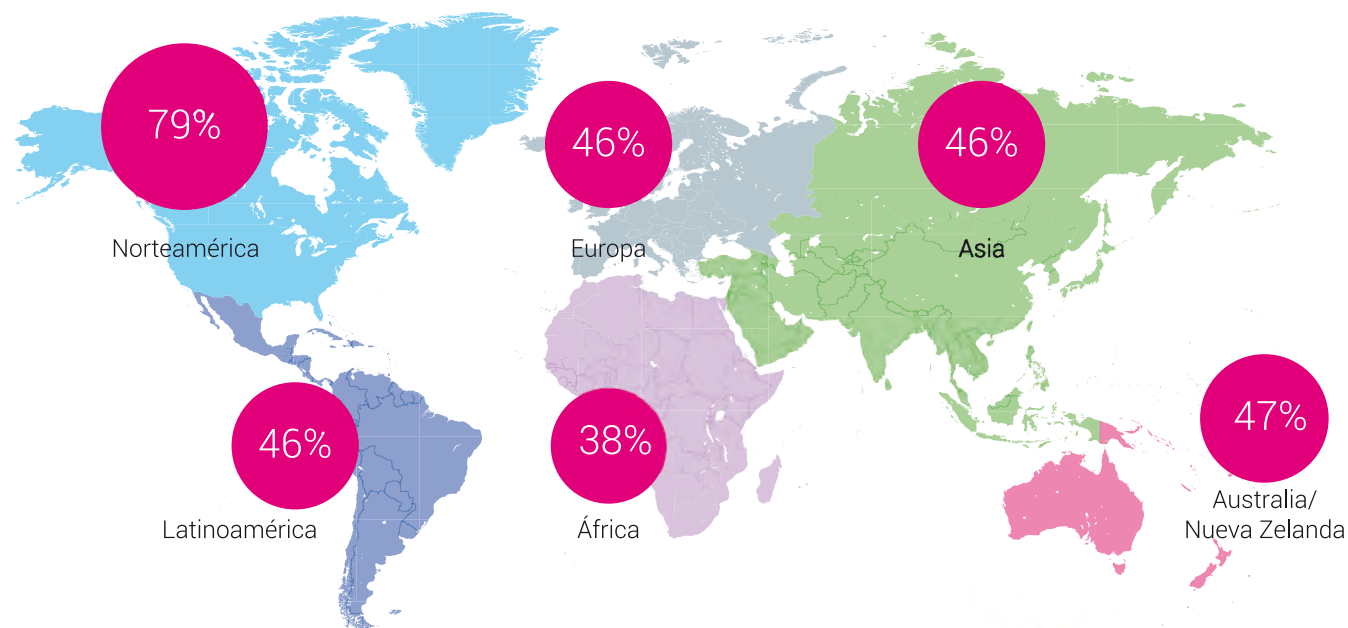 79%
Norteamérica
46%
Europa
46%
Asia
46%
Latinoamérica
38%
África
47%
Australia/
Nueva Zelanda